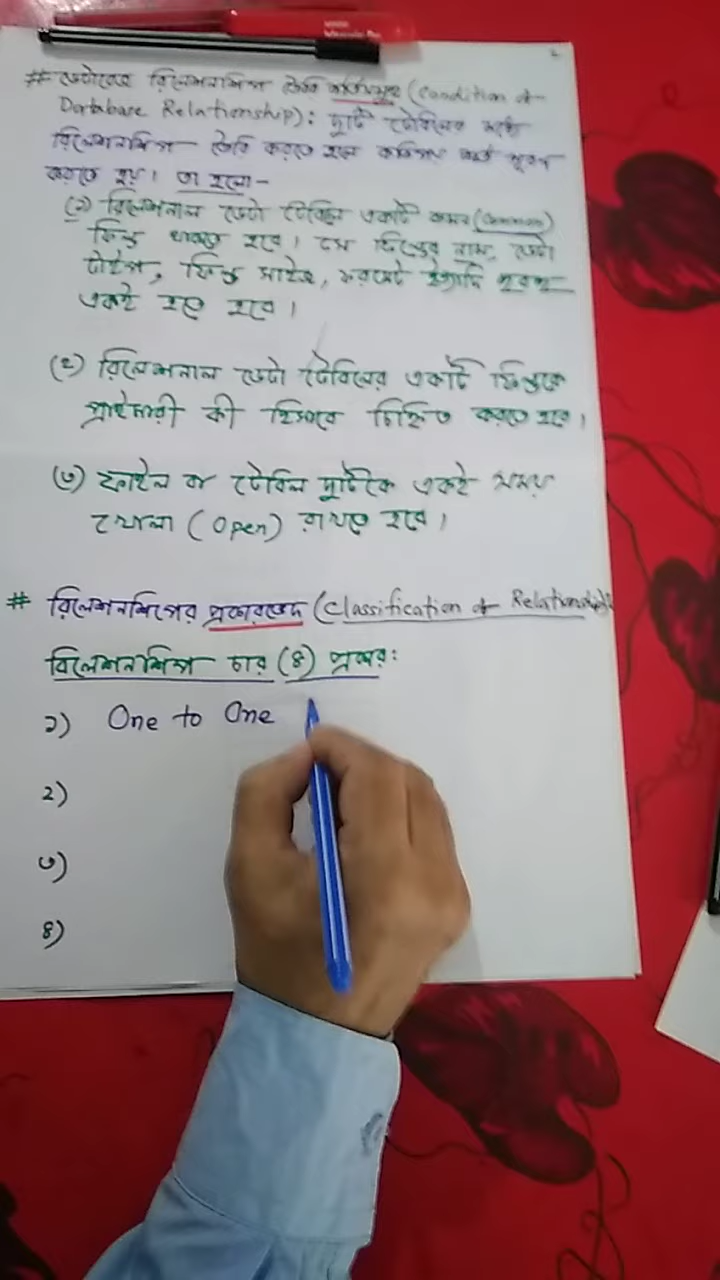 # ডেটাবেজ রিলেশনশিপ তৈরির শর্তসমূহ (Condition of
Database Relationship): দুটি টেবিলের মধ্যে
রিলেশনশিপ তৈরি করতে হলে কতিপয় শর্ত পূরণ
করতে হয়। তা হলো-
(১) রিলেশনাল ডেটা টেবিলে একটি কমন (Common)
ফিল্ড থাকতে হবে। ফিল্ডের নাম, ডেটা
টাইপ, ফিল্ড সাইজ, ফরমেট ইত্যাদি হুবহু
একই হতে হবে।
(২) রিলেশনাল ডেটা টেবিলের একটি ফিল্ডকে
প্রাইমারী কী হিসাবে চিহ্নিত করতে হবে।
(৩) ফাইল বা টেবিল দুটিকে একই সময়
খোলা (Open) রাখতে হবে।
# রিলেশনশিপের প্রকারভেদ (Classification of Relationship):
রিলেশনশিপ চার (৪) প্রকার:
১) One to One
২)
৩)
৪)